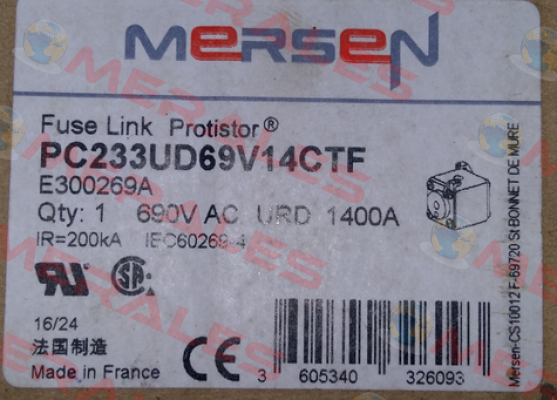 MERSEN
Fuse Link Protistor®
PC233UD69V14CTF
E300269A
Qty: 1 690V AC URD 1400A
IR=200kA IEC60269-4
16/24
法国制造
Made in France
3 605340 326093
Mersen-CS10012 F-69720 St BONNET DE MURE
MERALES